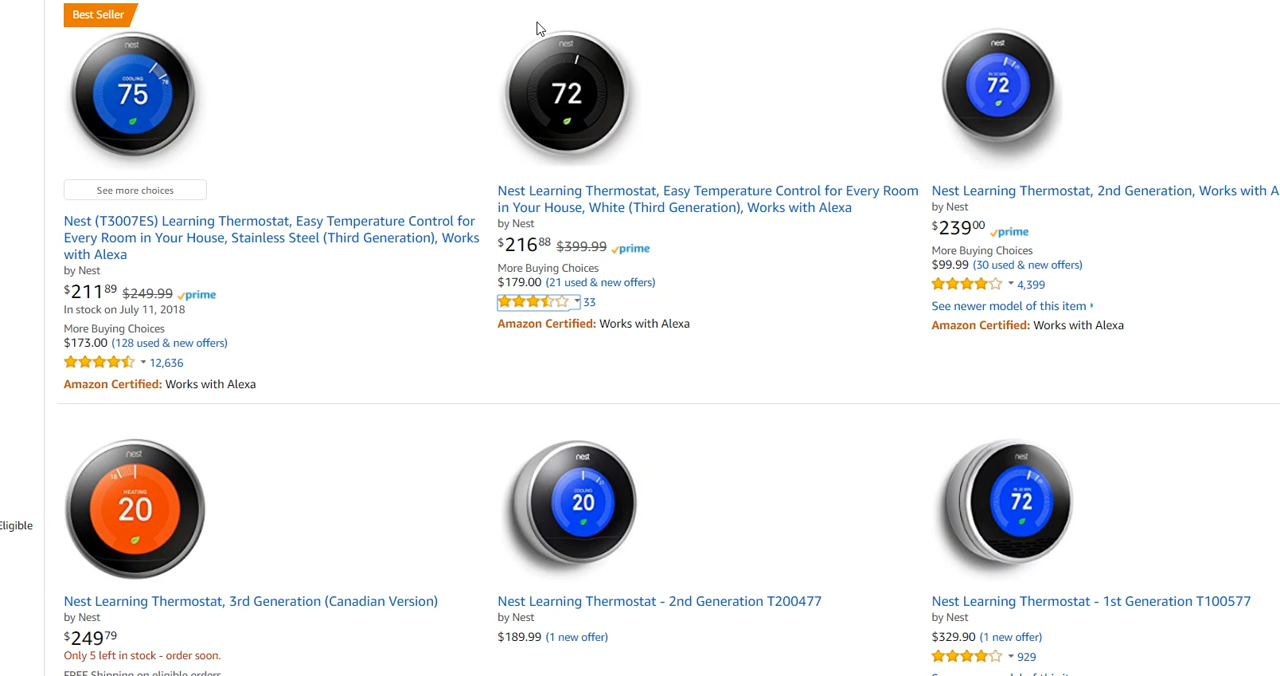 Best Seller
nest
COOLING
75
78
See more choices
Nest (T3007ES) Learning Thermostat, Easy Temperature Control for
Every Room in Your House, Stainless Steel (Third Generation), Works
with Alexa
by Nest
$211 89 $249.99 prime
In stock on July 11, 2018
More Buying Choices
$173.00 (128 used & new offers)
12,636
Amazon Certified: Works with Alexa
nest
72
Nest Learning Thermostat, Easy Temperature Control for Every Room
in Your House, White (Third Generation), Works with Alexa
by Nest
$216 88 $399.99 prime
More Buying Choices
$179.00 (21 used & new offers)
33
Amazon Certified: Works with Alexa
nest
72
Nest Learning Thermostat, 2nd Generation, Works with A
by Nest
$239 00 prime
More Buying Choices
$99.99 (30 used & new offers)
4,399
See newer model of this item
Amazon Certified: Works with Alexa
Eligible
nest
HEATING
20
Nest Learning Thermostat, 3rd Generation (Canadian Version)
by Nest
$249 79
Only 5 left in stock - order soon.
FREE Shipping on eligible orders
nest
COOLING
20
Nest Learning Thermostat - 2nd Generation T200477
by Nest
$189.99 (1 new offer)
nest
72
Nest Learning Thermostat - 1st Generation T100577
by Nest
$329.90 (1 new offer)
929